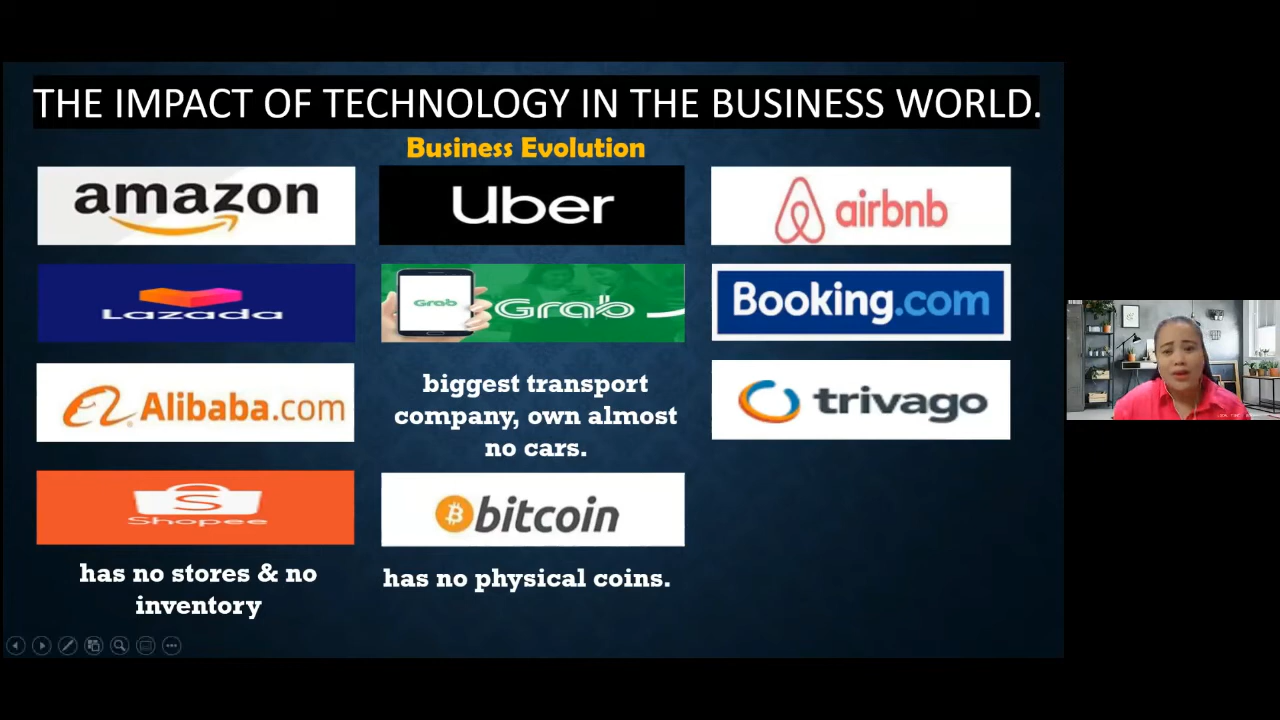 THE IMPACT OF TECHNOLOGY IN THE BUSINESS WORLD.
Business Evolution
amazon
Uber
airbnb
Lazada
Grab
Grab
Booking.com
Alibaba.com
biggest transport
company, own almost
no cars.
trivago
S
Shopee
bitcoin
has no stores & no
inventory
has no physical coins.